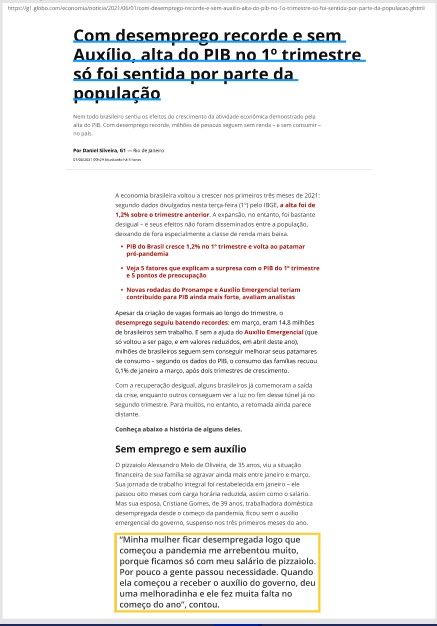 https://g1.globo.com/economia/noticia/2021/06/01/com-desemprego-recorde-e-sem-auxilio-alta-do-pib-no-1o-trimestre-so-foi-sentida-por-parte-da-populacao.ghtml
Com desemprego recorde e sem
Auxílio, alta do PIB no 1º trimestre
só foi sentida por parte da
população
Nem todo brasileiro sentiu os efeitos do crescimento da atividade econômica demonstrada pela
alta do PIB. Com desemprego recorde, milhões de pessoas seguem sem renda – e sem consumir –
no país.
Por Daniel Silveira, G1 — Rio de Janeiro
A economia brasileira voltou a crescer nos primeiros três meses de 2021:
segundo dados divulgados nesta terça-feira (1º) pelo IBGE, a alta foi de
1,2% sobre o trimestre anterior. A expansão, no entanto, foi bastante
desigual – e seus efeitos não foram disseminados entre a população,
deixando de fora especialmente a classe de renda mais baixa.
• PIB do Brasil cresce 1,2% no 1º trimestre e volta ao patamar
pré-pandemia
• Veja 5 fatores que explicam a surpresa com o PIB do 1º trimestre
e 5 pontos de preocupação
• Novas rodadas do Pronampe e Auxílio Emergencial teriam
contribuído para PIB ainda mais forte, avaliam analistas
Apesar da criação de vagas formais ao longo do trimestre, o
desemprego seguiu batendo recordes: em março, eram 14,8 milhões
de brasileiros sem trabalho. E sem a ajuda do Auxílio Emergencial (que
só voltou a ser pago, e em valores reduzidos, em abril deste ano),
milhões de brasileiros seguem sem conseguir melhorar seus patamares
de consumo – segundo os dados do PIB, o consumo das famílias recuou
0,1% de janeiro a março, após dois trimestres de crescimento.
Com a recuperação desigual, alguns brasileiros já comemoram a saída
da crise, enquanto outros conseguem ver a luz no fim desse túnel já no
segundo trimestre. Para muitos, no entanto, a retomada ainda parece
distante.
Conheça abaixo a história de alguns deles.
Sem emprego e sem auxílio
O pizzaiolo Alexsandro Melo de Oliveira, de 35 anos, viu a situação
financeira de sua família se agravar ainda mais entre janeiro e março.
Sua jornada de trabalho integral foi restabelecida em janeiro – ele
passou oito meses com carga horária reduzida, assim como o salário.
Mas sua esposa, Cristiane Gomes, de 39 anos, trabalhadora doméstica
desempregada desde o começo da pandemia, ficou sem o auxílio
emergencial do governo, suspenso nos três primeiros meses do ano.
“Minha mulher ficar desempregada logo que
começou a pandemia me arrebentou muito,
porque ficamos só com meu salário de pizzaiolo.
Por pouco a gente passou necessidade. Quando
ela começou a receber o auxílio do governo, deu
uma melhoradinha e ele fez muita falta no
começo do ano”, contou.